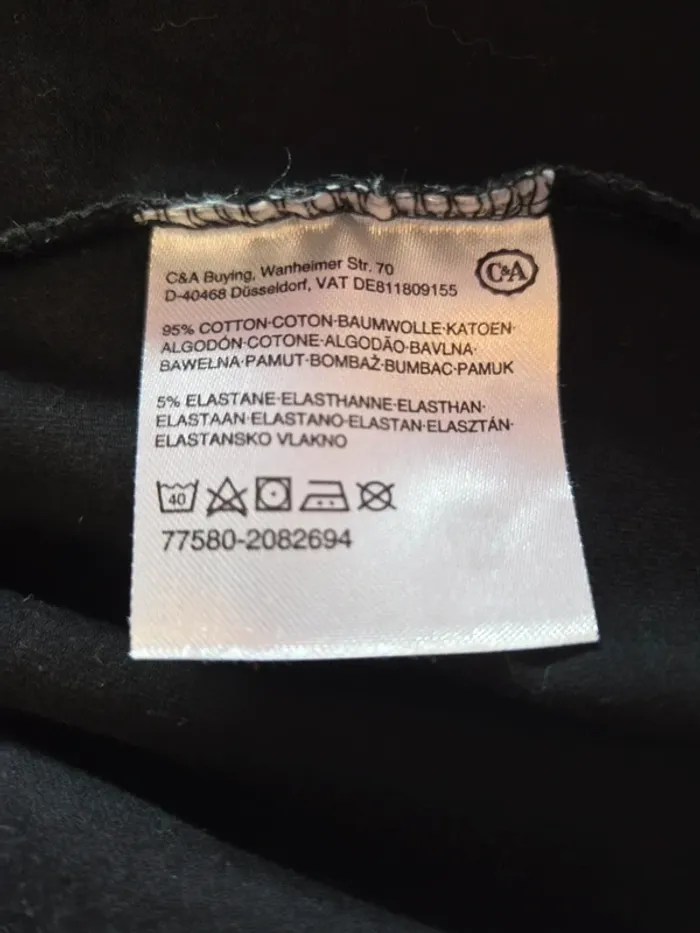 C&A Buying, Wanheimer Str. 70
D-40468 Düsseldorf, VAT DE811809155
C&A
95% COTTON·COTON·BAUMWOLLE·KATOEN·
ALGODÓN·COTONE·ALGODÃO·BAVLNA·
BAWEŁNA·PAMUT·BOMBAŽ·BUMBAC·PAMUK
5% ELASTANE·ELASTHANNE·ELASTHAN·
ELASTAAN·ELASTANO·ELASTAN·ELASZTÁN·
ELASTANSKO VLAKNO
40
77580-2082694